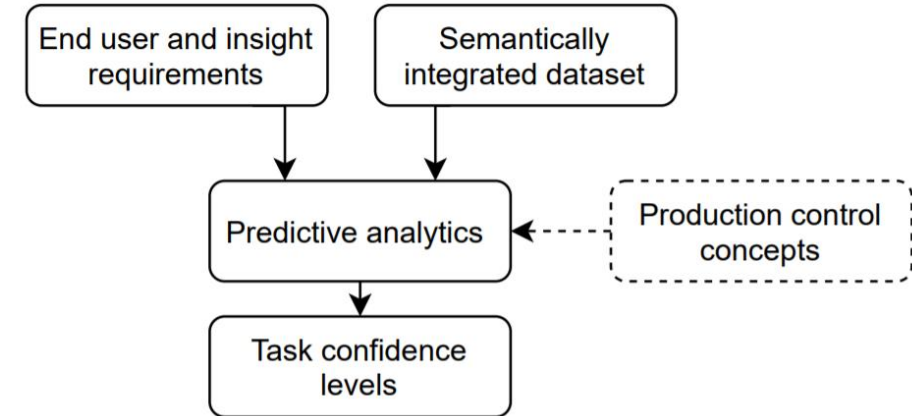 End user and insight
requirements
Semantically
integrated dataset
Predictive analytics
Production control
concepts
Task confidence
levels